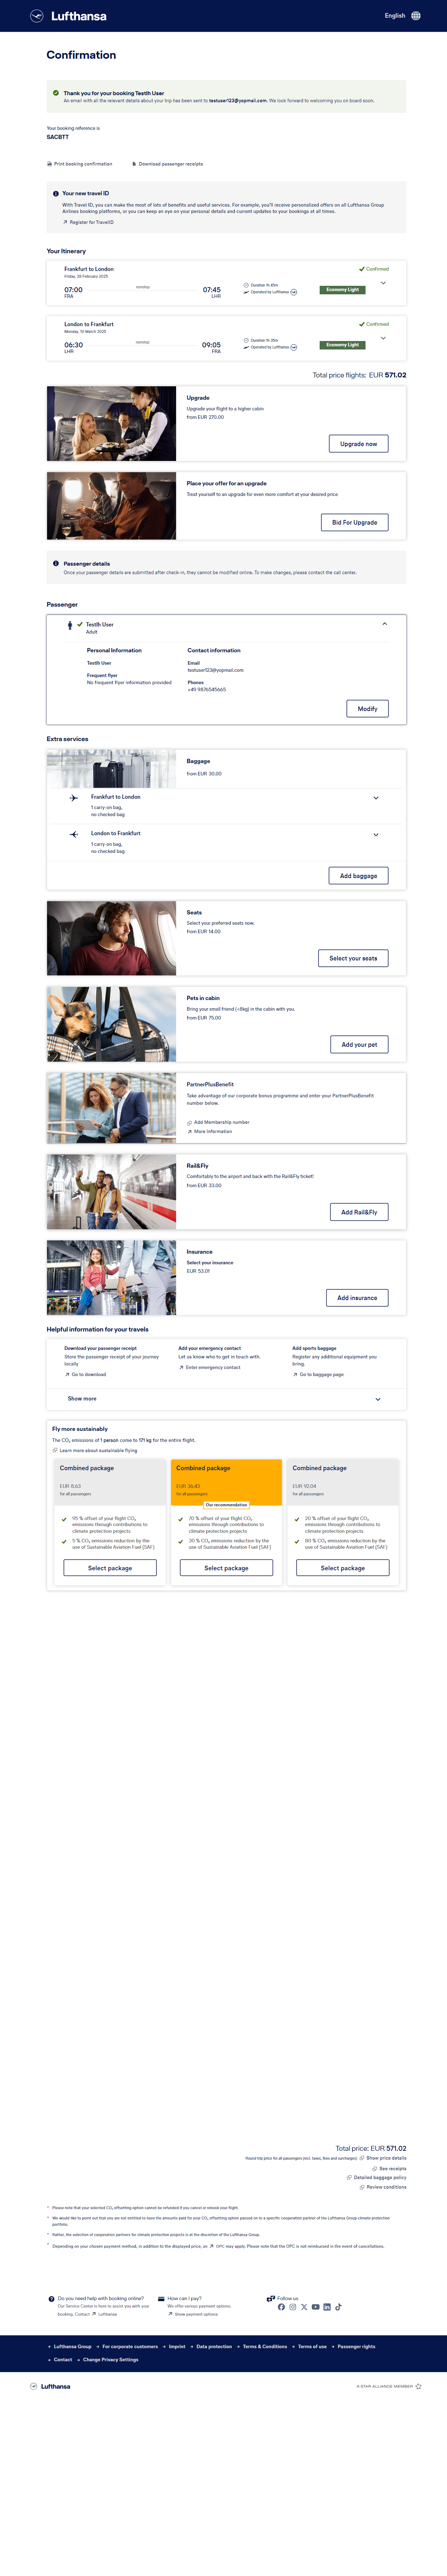 Lufthansa
English
Confirmation
Thank you for your booking Testlh User
An email with all the relevant details about your trip has been sent to testuser123@yopmail.com. We look forward to welcoming you on board soon.
Your booking reference is
SACBTT
Print booking confirmation
Download passenger receipts
Your new travel ID
With Travel ID, you can make the most of lots of benefits and useful services. For example, you'll receive personalized offers on all Lufthansa Group
Airlines booking platforms, or you can keep an eye on your personal details and current updates to your bookings at all times.
Register for TravelID
Your Itinerary
Frankfurt to London
Confirmed
Friday, 28 February 2025
07:00
nonstop
07:45
FRA
LHR
Duration 1h 45m
Operated by Lufthansa
Economy Light
London to Frankfurt
Confirmed
Monday, 10 March 2025
06:30
nonstop
09:05
LHR
FRA
Duration 1h 35m
Operated by Lufthansa
Economy Light
Total price flights: EUR 571.02
Upgrade
Upgrade your flight to a higher cabin
from EUR 270.00
Upgrade now
Place your offer for an upgrade
Treat yourself to an upgrade for even more comfort at your desired price
Bid For Upgrade
Passenger details
Once your passenger details are submitted after check-in, they cannot be modified online. To make changes, please contact the call center.
Passenger
Testlh User
Adult
Personal Information
Contact information
Testlh User
Email
testuser123@yopmail.com
Frequent flyer
No frequent flyer information provided
Phones
+49 9876545665
Modify
Extra services
Baggage
from EUR 30.00
Frankfurt to London
1 carry-on bag,
no checked bag
London to Frankfurt
1 carry-on bag,
no checked bag
Add baggage
Seats
Select your preferred seats now.
from EUR 14.00
Select your seats
Pets in cabin
Bring your small friend (<8kg) in the cabin with you.
from EUR 75.00
Add your pet
PartnerPlusBenefit
Take advantage of our corporate bonus programme and enter your PartnerPlusBenefit
number below.
Add Membership number
More information
Rail&Fly
Comfortably to the airport and back with the Rail&Fly ticket!
from EUR 33.00
Add Rail&Fly
Insurance
Select your insurance
EUR 53.01
Add insurance
Helpful information for your travels
Download your passenger receipt
Store the passenger receipt of your journey
locally
Go to download
Add your emergency contact
Let us know who to get in touch with.
Enter emergency contact
Add sports baggage
Register any additional equipment you
bring.
Go to baggage page
Show more
Fly more sustainably
The CO₂ emissions of 1 person come to 171 kg for the entire flight.
Learn more about sustainable flying
Combined package
EUR 8.63
for all passengers
95 % offset of your flight CO₂
emissions through contributions to
climate protection projects
5 % CO₂ emissions reduction by the
use of Sustainable Aviation Fuel (SAF)
Select package
Combined package
EUR 36.43
for all passengers
Our recommendation
70 % offset of your flight CO₂
emissions through contributions to
climate protection projects
30 % CO₂ emissions reduction by the
use of Sustainable Aviation Fuel (SAF)
Select package
Combined package
EUR 92.04
for all passengers
20 % offset of your flight CO₂
emissions through contributions to
climate protection projects
80 % CO₂ emissions reduction by the
use of Sustainable Aviation Fuel (SAF)
Select package
Total price: EUR 571.02
Round trip price for all passengers (incl. taxes, fees and surcharges) Show price details
See receipts
Detailed baggage policy
Review conditions
* Please note that your selected CO₂ offsetting option cannot be refunded if you cancel or rebook your flight.
* We would like to point out that you are not entitled to have the amounts paid for your CO₂ offsetting option passed on to a specific cooperation partner of the Lufthansa Group climate protection
portfolio.
* Rather, the selection of cooperation partners for climate protection projects is at the discretion of the Lufthansa Group.
* Depending on your chosen payment method, in addition to the displayed price, an OPC may apply. Please note that the OPC is not reimbursed in the event of cancellations.
Do you need help with booking online?
Our Service Center is here to assist you with your
booking. Contact Lufthansa
How can I pay?
We offer various payment options.
Show payment options
Follow us
Lufthansa Group
For corporate customers
Imprint
Data protection
Terms & Conditions
Terms of use
Passenger rights
Contact
Change Privacy Settings
Lufthansa
A STAR ALLIANCE MEMBER